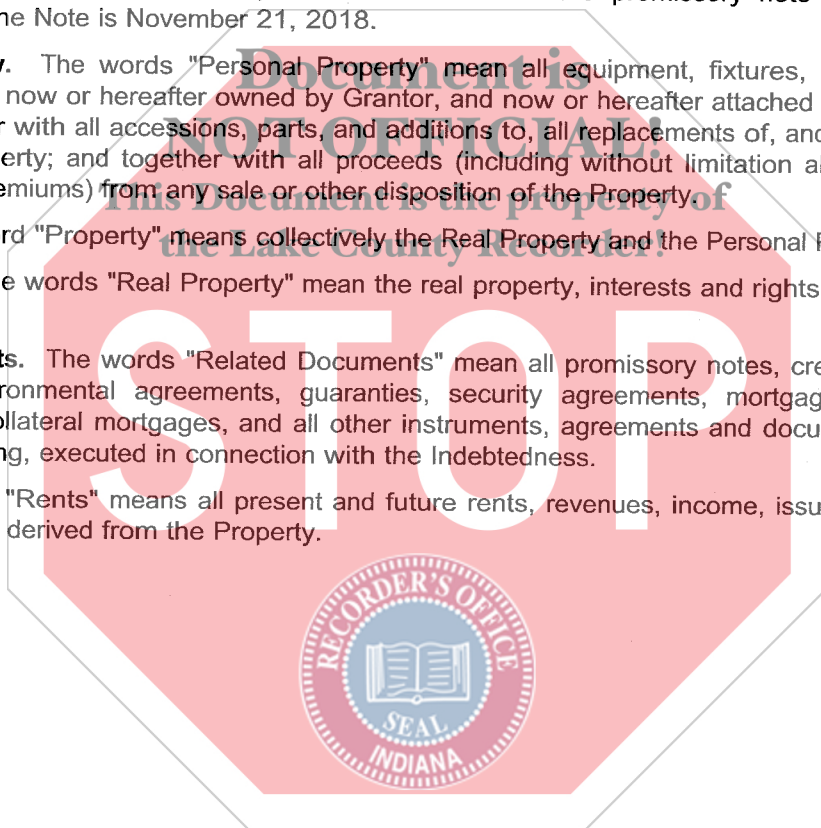 promissory note
ne Note is November 21, 2018.
y. The words "Personal Property" mean all equipment, fixtures,
now or hereafter owned by Grantor, and now or hereafter attached
r with all accessions, parts, and additions to, all replacements of, and
erty; and together with all proceeds (including without limitation al
emiums) from any sale or other disposition of the Property.
rd "Property" means collectively the Real Property and the Personal P
e words "Real Property" mean the real property, interests and rights
ts. The words "Related Documents" mean all promissory notes, cre
ronmental agreements, guaranties, security agreements, mortgag
ollateral mortgages, and all other instruments, agreements and docu
ng, executed in connection with the Indebtedness.
"Rents" means all present and future rents, revenues, income, issu
derived from the Property.
Document is
NOT OFFICIAL!
This Document is the property of
the Lake County Recorder!
STOP
RECORDER'S OFFICE
SEAL
INDIANA